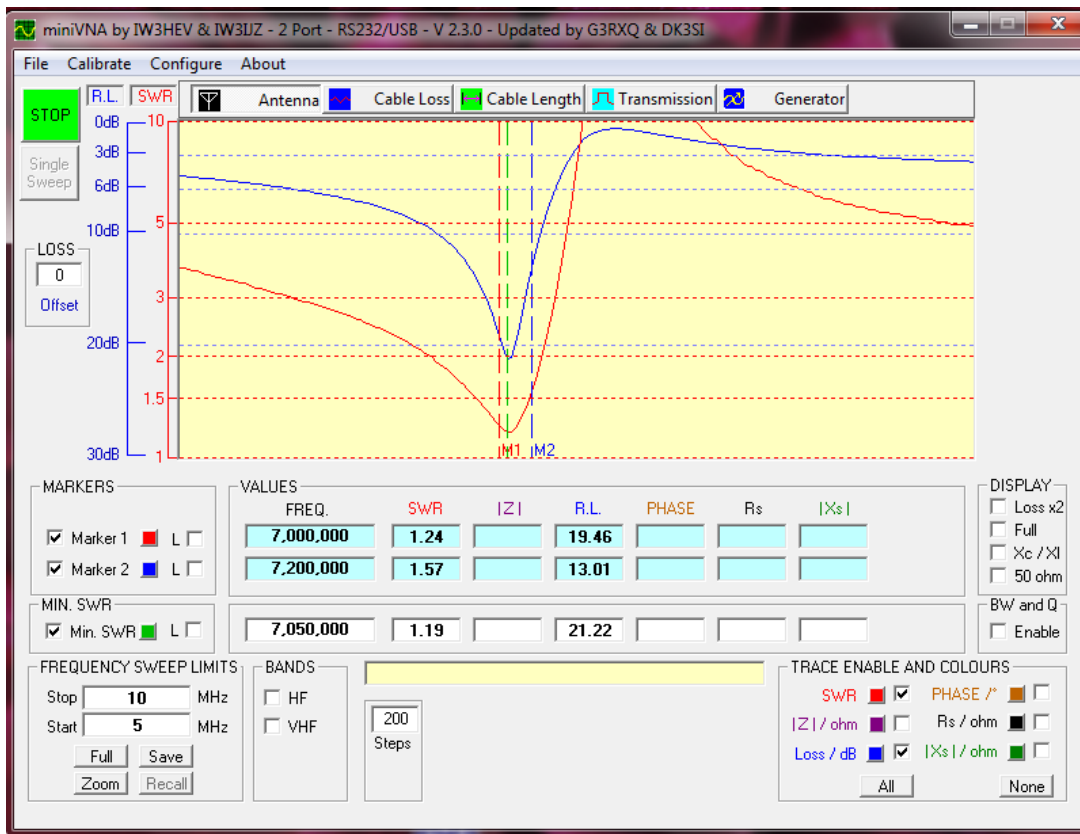 miniVNA by IW3HEV & IW3IJZ - 2 Port - RS232/USB - V 2.3.0 - Updated by G3RXQ & DK3SI
File Calibrate Configure About
STOP R.L. SWR Antenna Cable Loss Cable Length Transmission Generator
Single Sweep
LOSS
0
Offset
0dB 10
3dB
6dB
5
10dB
3
20dB
2
1.5
30dB 1
M1 M2
MARKERS VALUES DISPLAY
FREQ. SWR |Z| R.L. PHASE Rs |Xs| Loss x2
Marker 1 L 7,000,000 1.24 19.46 Full
Marker 2 L 7,200,000 1.57 13.01 Xc / Xl
50 ohm
MIN. SWR BW and Q
Min. SWR L 7,050,000 1.19 21.22 Enable
FREQUENCY SWEEP LIMITS BANDS TRACE ENABLE AND COLOURS
Stop 10 MHz HF SWR PHASE /°
Start 5 MHz VHF 200 |Z| / ohm Rs / ohm
Steps
Full Save Loss / dB |Xs| / ohm
Zoom Recall All None